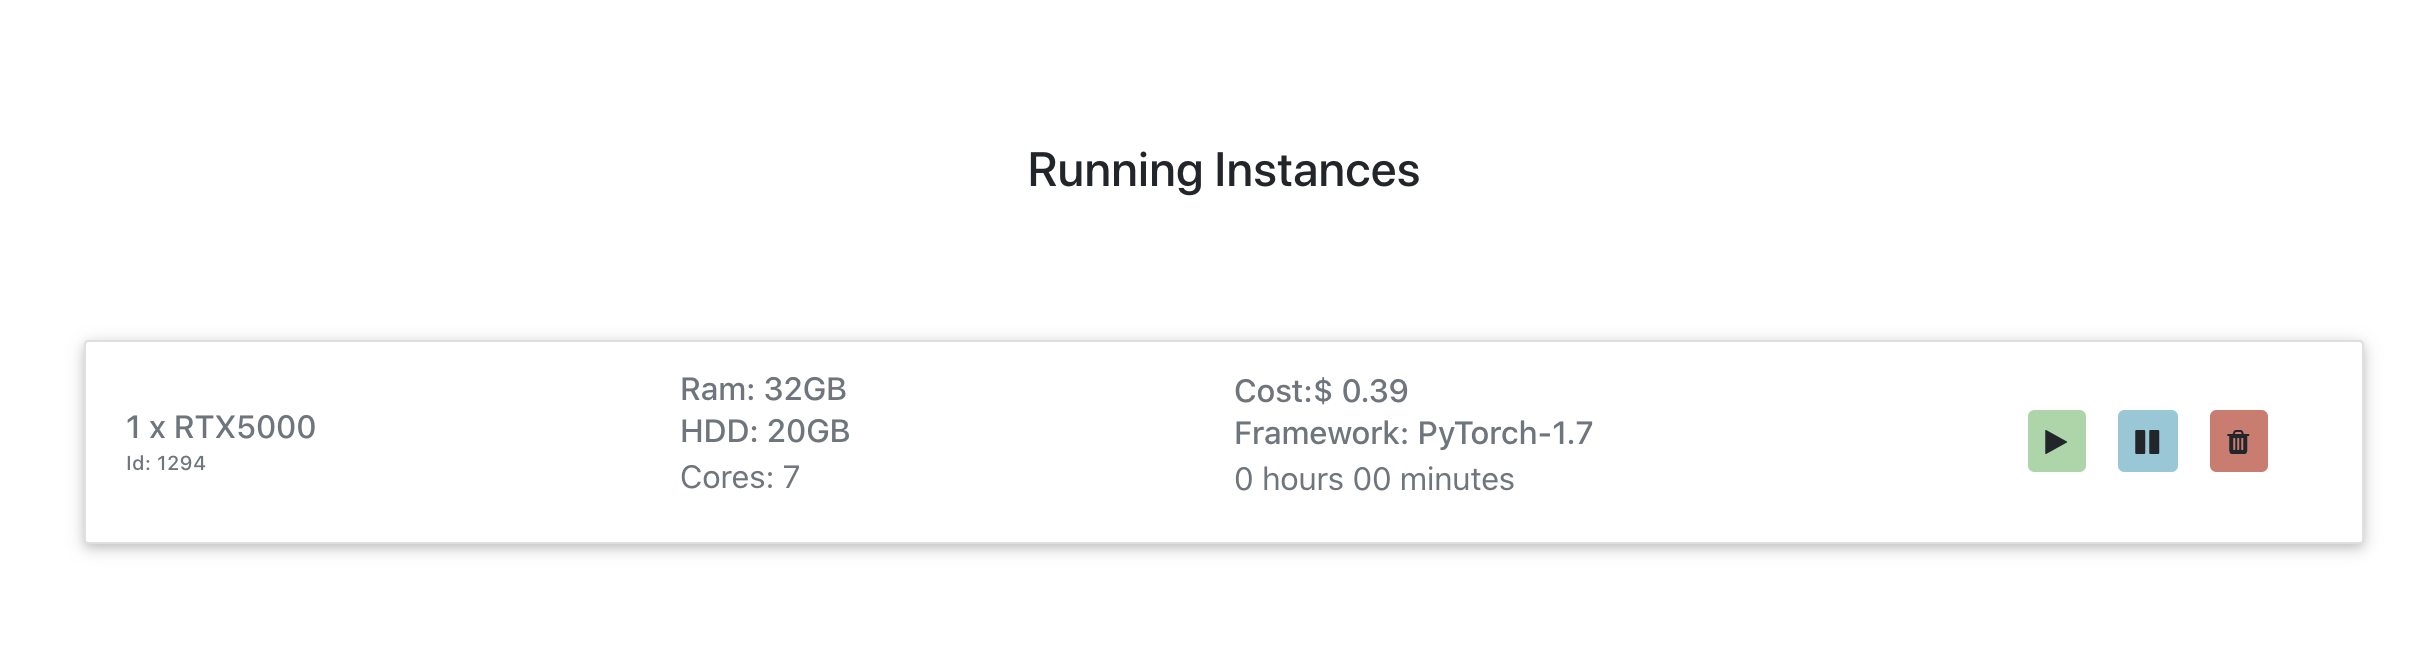 Running Instances
1 x RTX5000
Id: 1294
Ram: 32GB
HDD: 20GB
Cores: 7
Cost:$ 0.39
Framework: PyTorch-1.7
0 hours 00 minutes